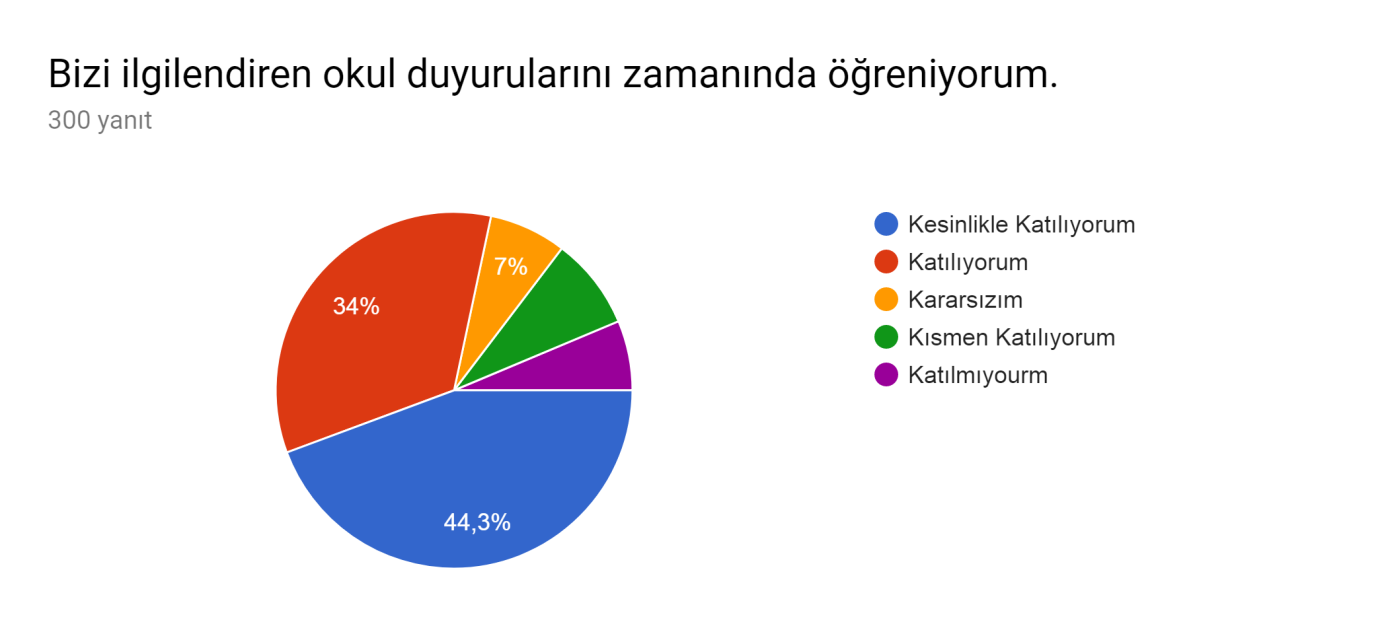 Bizi ilgilendiren okul duyurularını zamanında öğreniyorum.
300 yanıt
7%
34%
44,3%
Kesinlikle Katılıyorum
Katılıyorum
Kararsızım
Kısmen Katılıyorum
Katılmıyourm